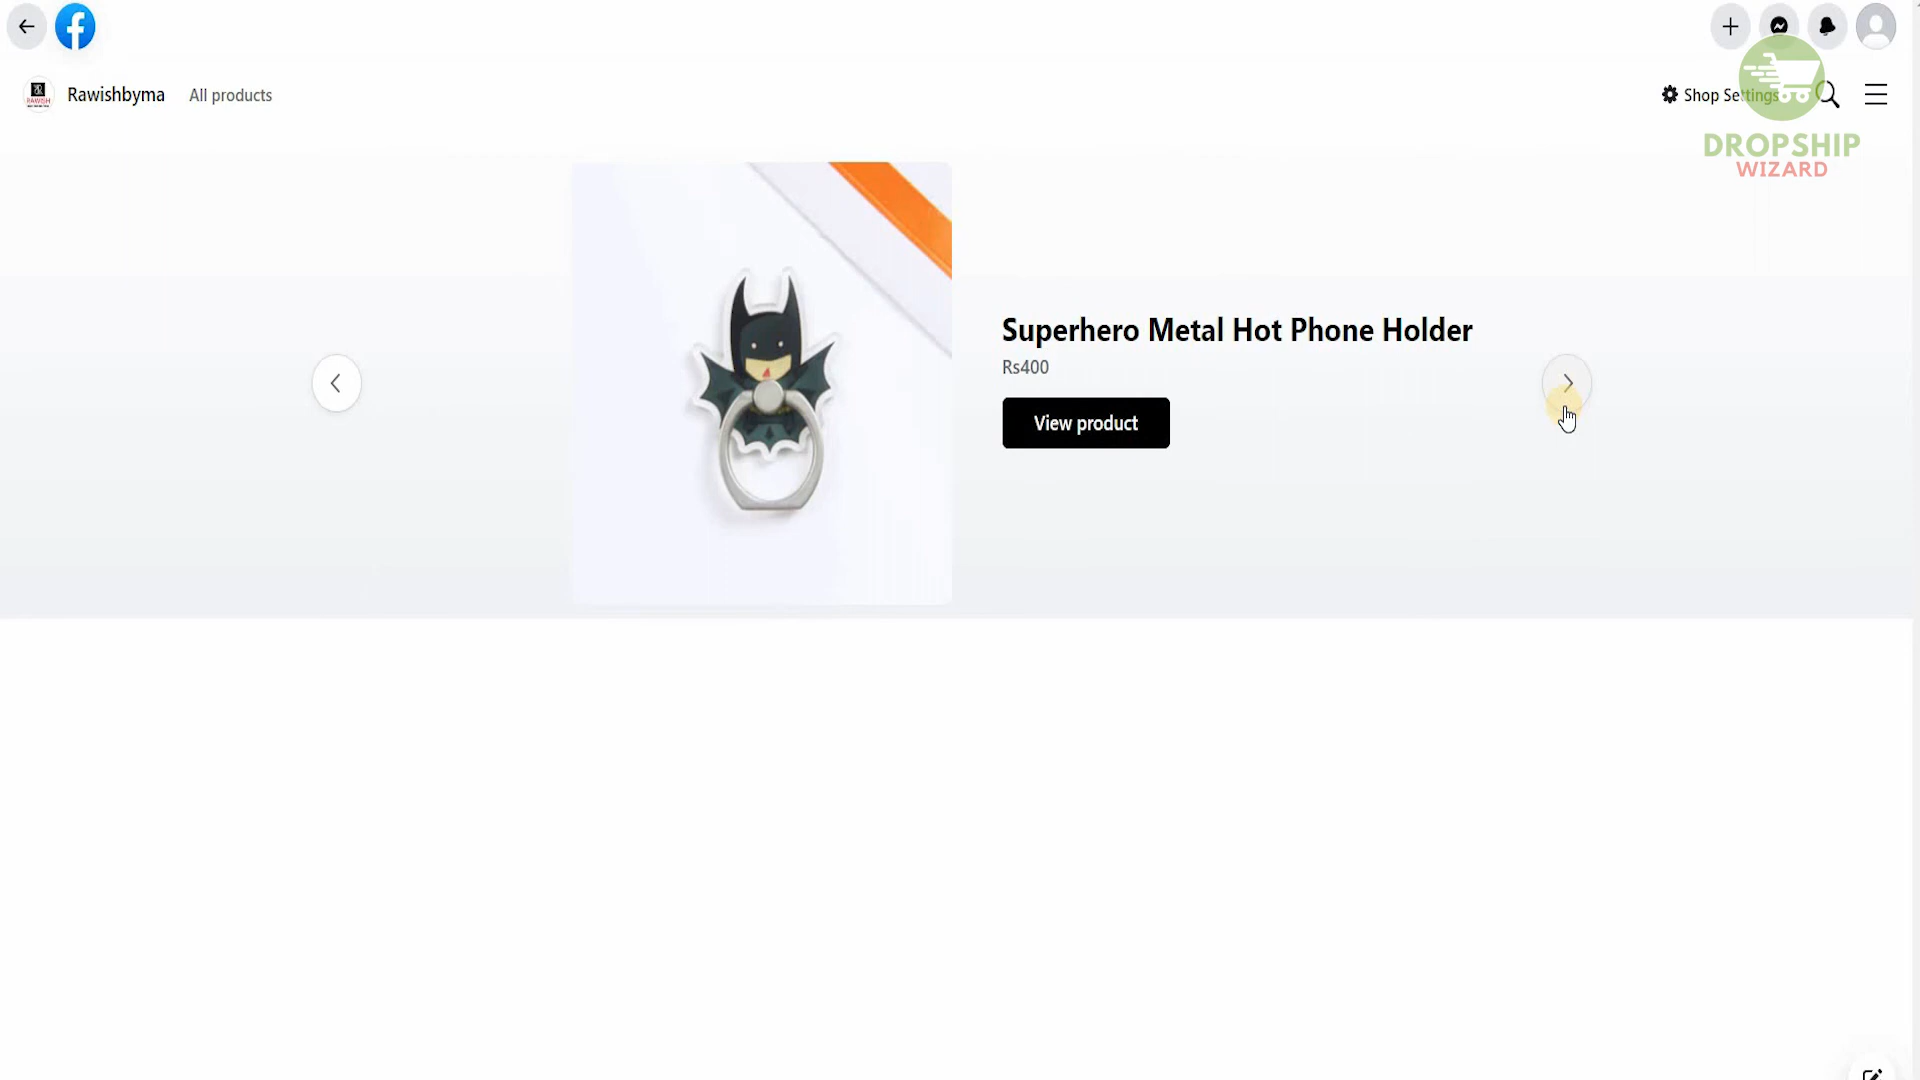 Rawishbyma
All products
Shop Settings
DROPSHIP
WIZARD
Superhero Metal Hot Phone Holder
Rs400
View product